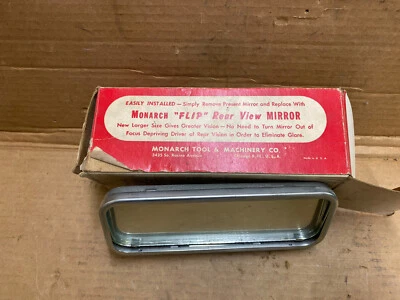 EASILY INSTALLED — Simply Remove Present Mirror and Replace With
MONARCH "FLIP" Rear View MIRROR
New Larger Size Gives Greater Vision — No Need to Turn Mirror Out of
Focus Depriving Driver of Rear Vision in Order to Eliminate Glare.
MONARCH TOOL & MACHINERY CO.
U. S. A.
MADE IN U. S. A.